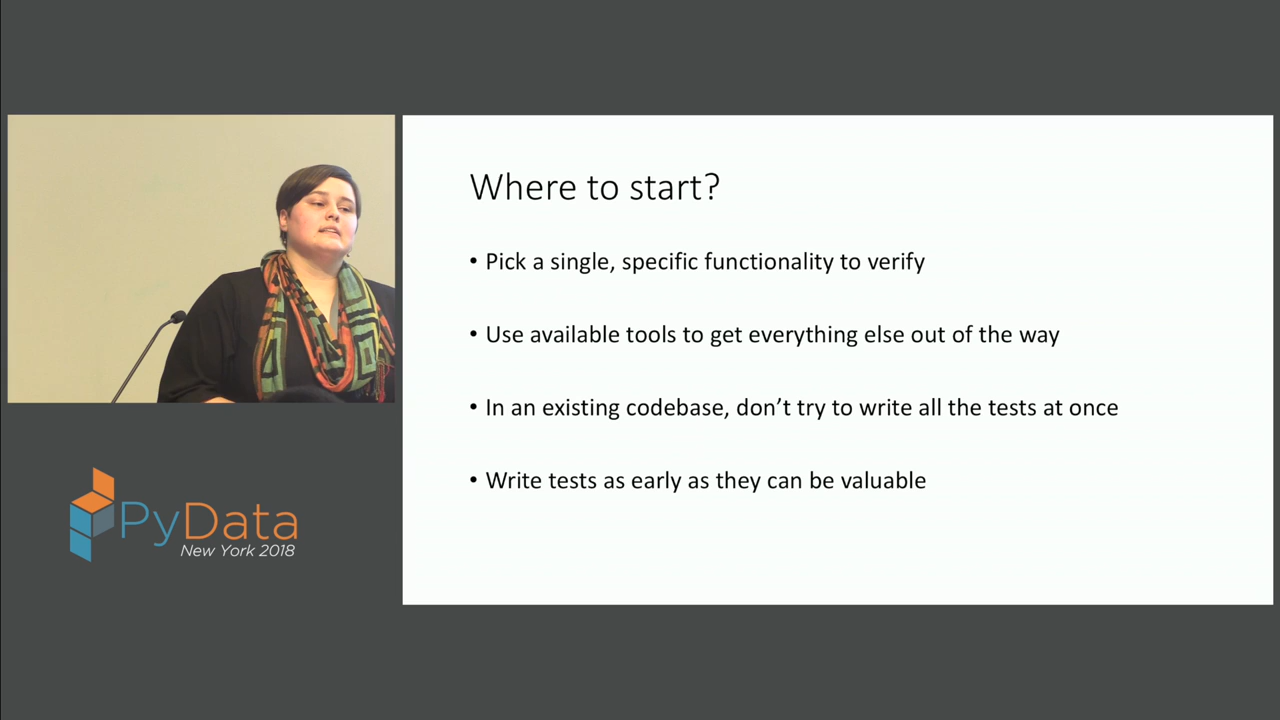 Where to start?
• Pick a single, specific functionality to verify
• Use available tools to get everything else out of the way
• In an existing codebase, don’t try to write all the tests at once
• Write tests as early as they can be valuable
PyData
New York 2018